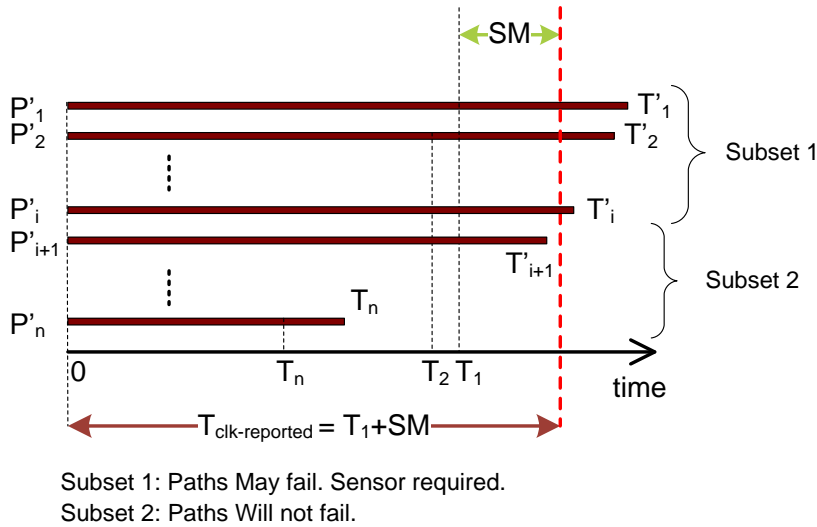 SM
P'1 T'1
P'2 T'2
Subset 1
P'i T'i
P'i+1 T'i+1
Subset 2
P'n Tn
0 Tn T2 T1
time
Tclk-reported = T1+SM
Subset 1: Paths May fail. Sensor required.
Subset 2: Paths Will not fail.